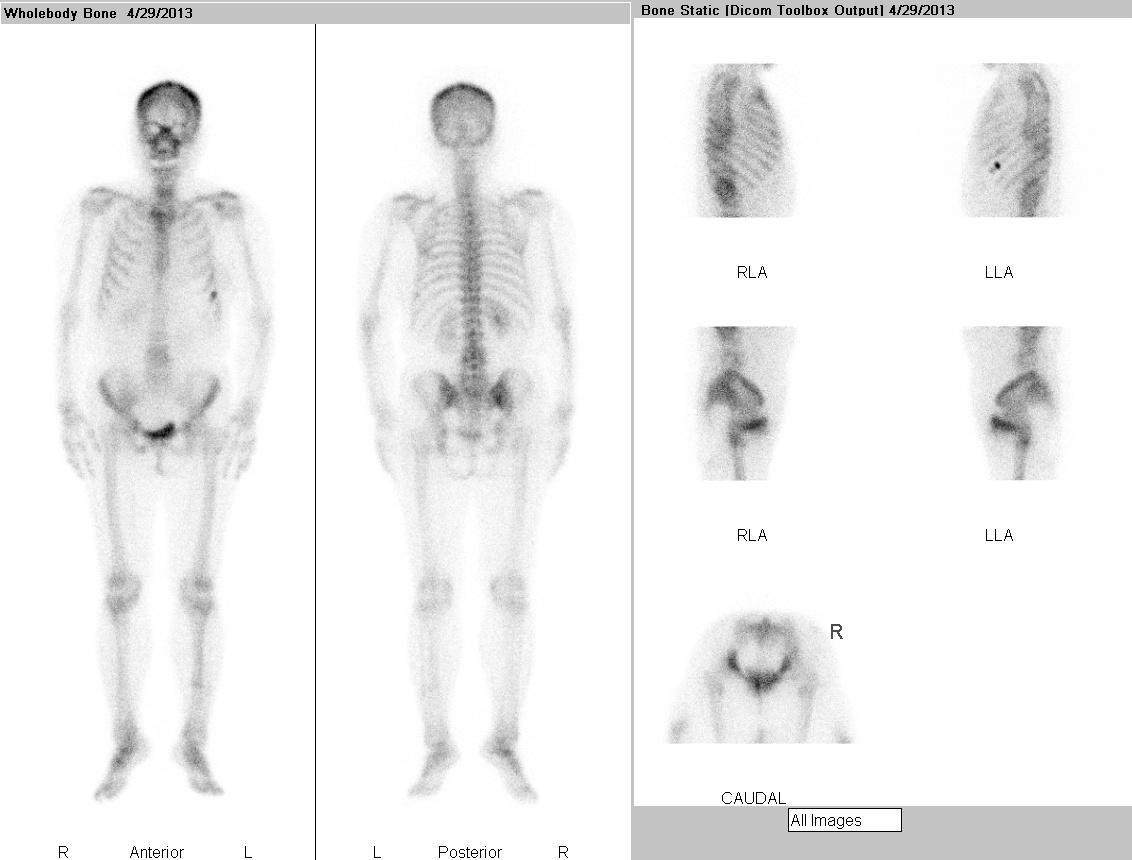 Wholebody Bone 4/29/2013
R Anterior L
L Posterior R
Bone Static [Dicom Toolbox Output] 4/29/2013
RLA LLA
RLA LLA
R
CAUDAL
All Images